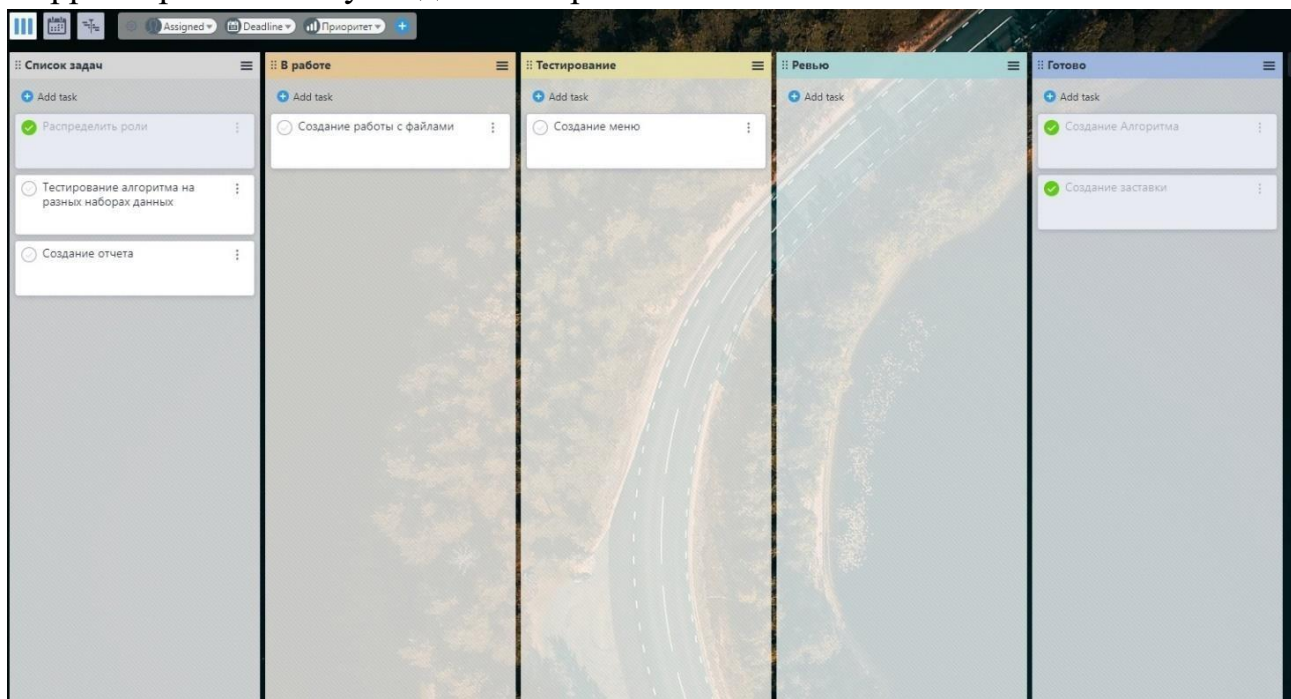 Assigned Deadline Приоритет
Список задач
Add task
Распределить роли
Тестирование алгоритма на
разных наборах данных
Создание отчета
В работе
Add task
Создание работы с файлами
Тестирование
Add task
Создание меню
Ревью
Add task
Готово
Add task
Создание Алгоритма
Создание заставки